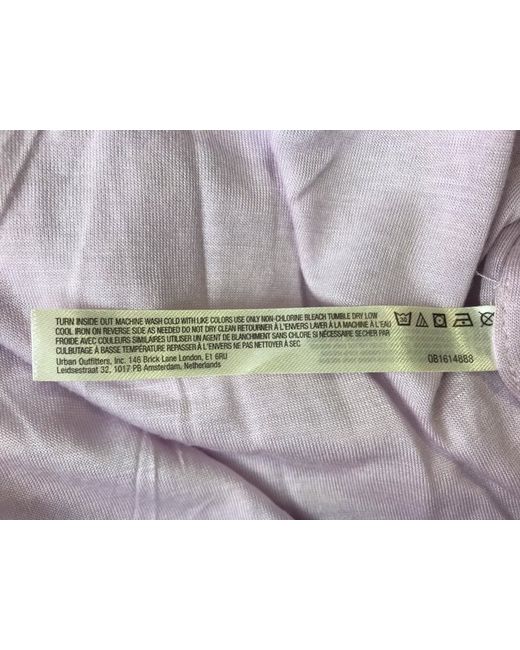 TURN INSIDE OUT MACHINE WASH COLD WITH LIKE COLORS USE ONLY NON-CHLORINE BLEACH TUMBLE DRY LOW
COOL IRON ON REVERSE SIDE AS NEEDED DO NOT DRY CLEAN RETOURNER À L'ENVERS LAVER À LA MACHINE À L'EAU
FROIDE AVEC COULEURS SIMILAIRES UTILISER UN AGENT DE BLANCHIMENT SANS CHLORE SI NÉCESSAIRE SECHER PAR
CULBUTAGE À BASSE TEMPÉRATURE REPASSER À L'ENVERS NE PAS NETTOYER À SEC
Urban Outfitters, Inc. 146 Brick Lane London, E1 6RU
Leidsestraat 32, 1017 PB Amsterdam, Netherlands
OB1614888